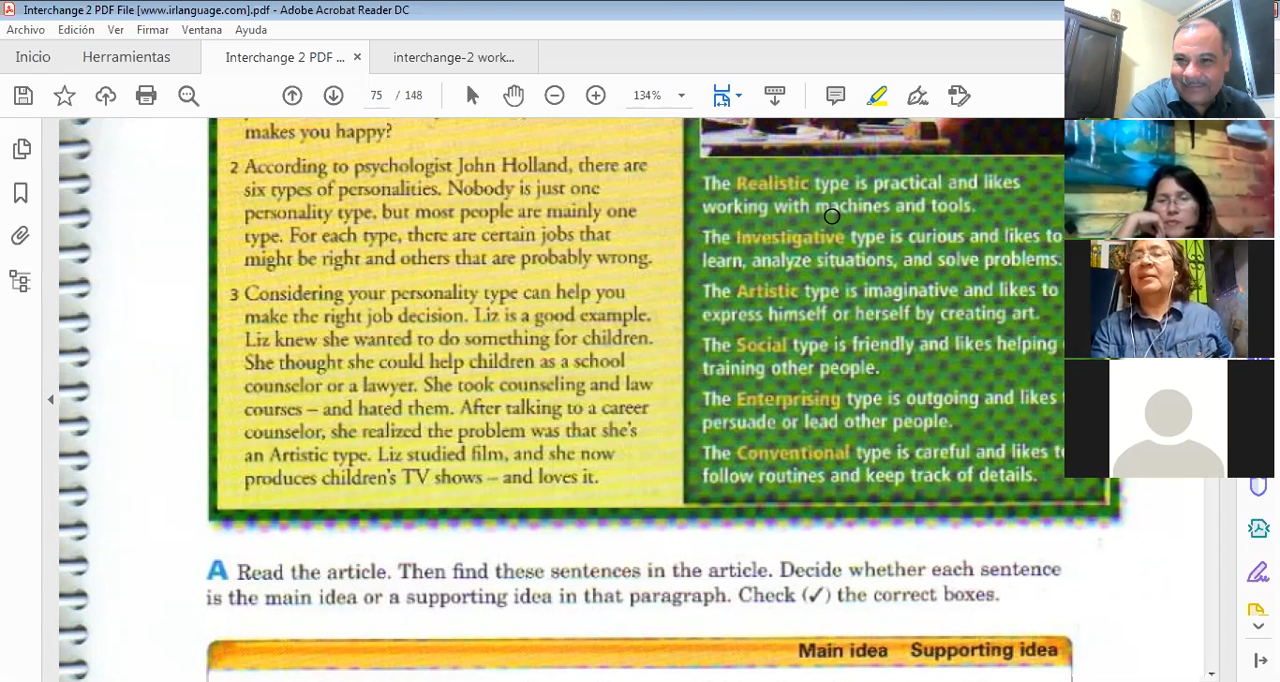 Interchange 2 PDF File [www.irlanguage.com].pdf - Adobe Acrobat Reader DC
Archivo Edición Ver Firmar Ventana Ayuda
Inicio Herramientas Interchange 2 PDF ... × interchange-2 work...
75 / 148 134%
makes you happy?
2 According to psychologist John Holland, there are
six types of personalities. Nobody is just one
personality type, but most people are mainly one
type. For each type, there are certain jobs that
might be right and others that are probably wrong.
3 Considering your personality type can help you
make the right job decision. Liz is a good example.
Liz knew she wanted to do something for children.
She thought she could help children as a school
counselor or a lawyer. She took counseling and law
courses – and hated them. After talking to a career
counselor, she realized the problem was that she's
an Artistic type. Liz studied film, and she now
produces children's TV shows – and loves it.
The Realistic type is practical and likes
working with machines and tools.
The Investigative type is curious and likes to
learn, analyze situations, and solve problems.
The Artistic type is imaginative and likes to
express himself or herself by creating art.
The Social type is friendly and likes helping
training other people.
The Enterprising type is outgoing and likes
persuade or lead other people.
The Conventional type is careful and likes
follow routines and keep track of details.
A Read the article. Then find these sentences in the article. Decide whether each sentence
is the main idea or a supporting idea in that paragraph. Check (✓) the correct boxes.
Main idea Supporting idea